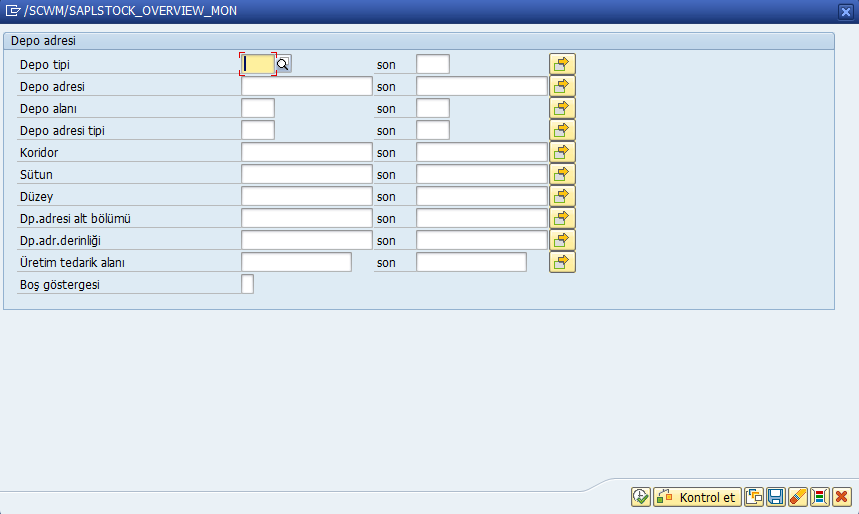 /SCWM/SAPLSTOCK_OVERVIEW_MON
Depo adresi
Depo tipi son
Depo adresi son
Depo alanı son
Depo adresi tipi son
Koridor son
Sütun son
Düzey son
Dp.adresi alt bölümü son
Dp.adr.derinliği son
Üretim tedarik alanı son
Boş göstergesi
Kontrol et